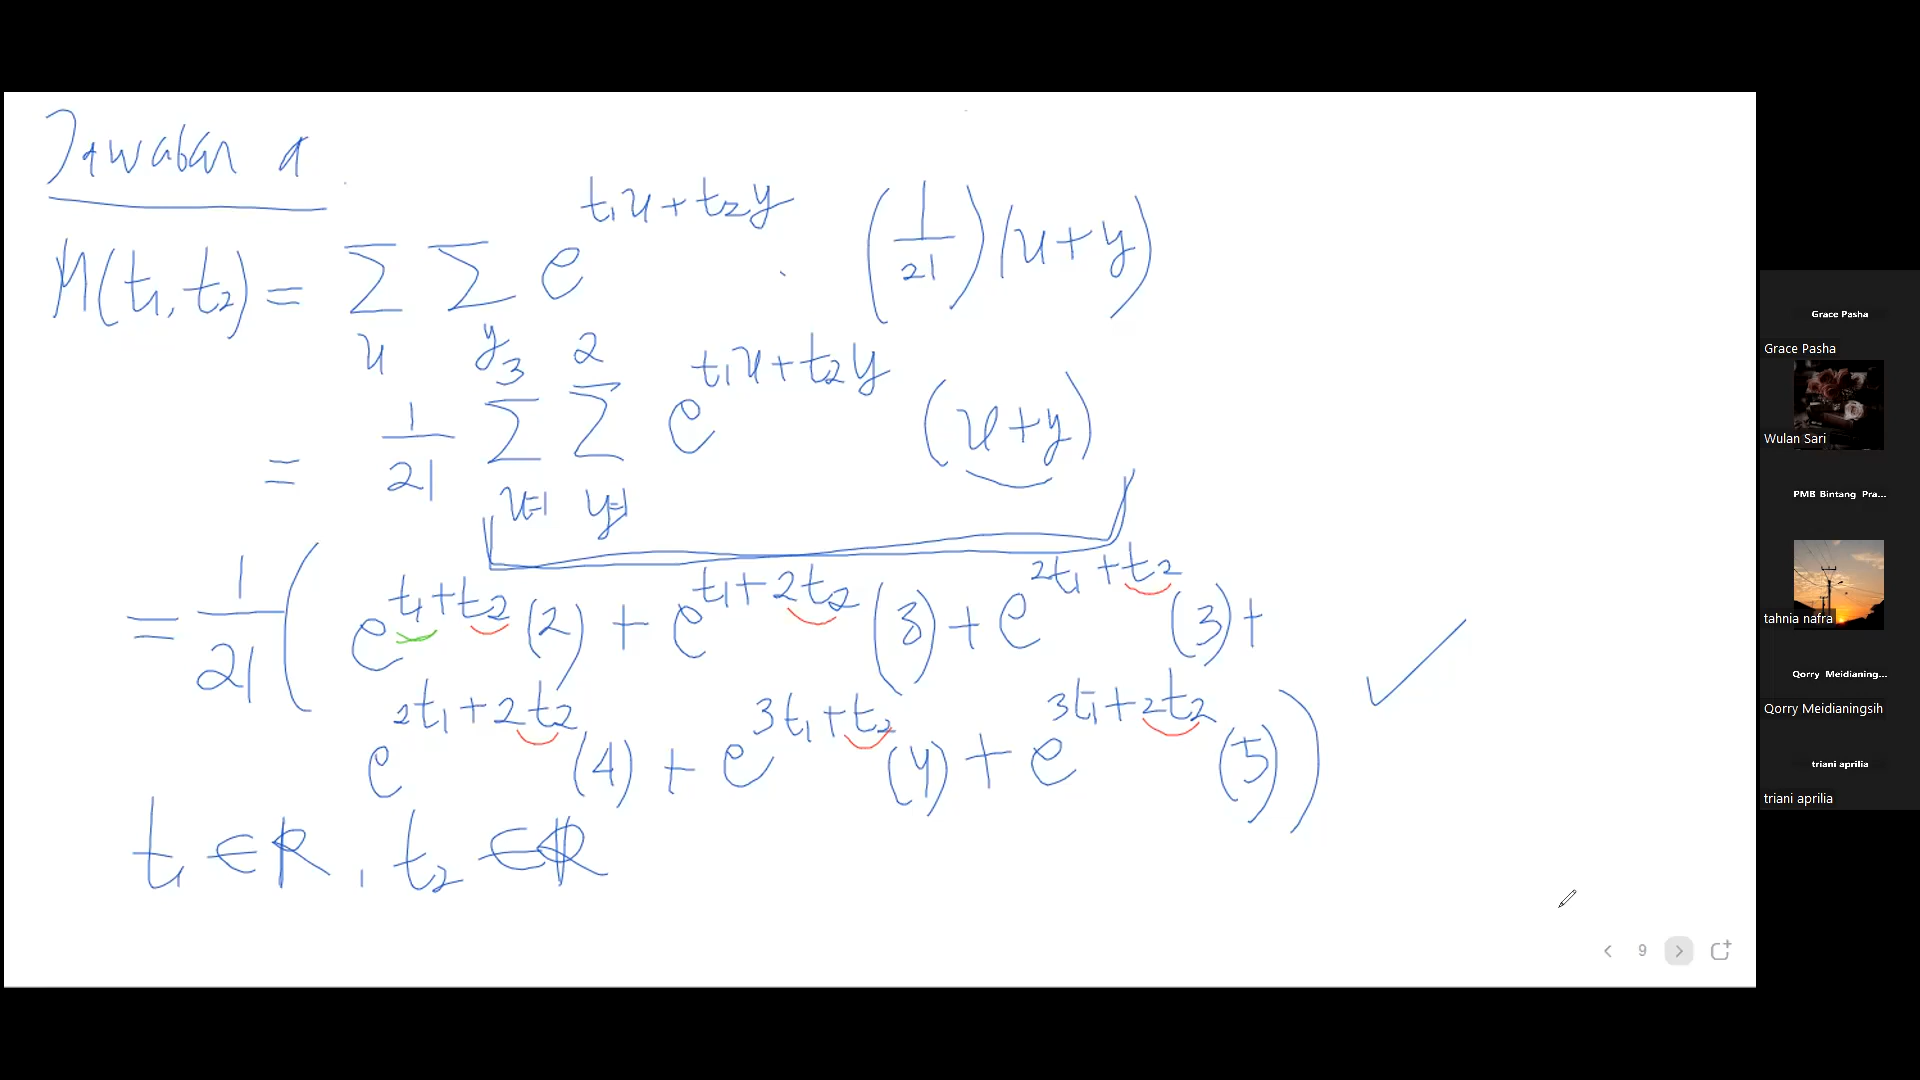 Jawaban a
M(t₁, t₂) = Σ Σ e^(t₁x + t₂y) . (1/21) (x+y)
x y
= 1/21 Σ_(x=1)^3 Σ_(y=1)^2 e^(t₁x + t₂y) (x+y)
= 1/21 ( e^(t₁+t₂) (2) + e^(t₁+2t₂) (3) + e^(2t₁+t₂) (3) +
e^(2t₁+2t₂) (4) + e^(3t₁+t₂) (4) + e^(3t₁+2t₂) (5) ) ✓
t₁ ∈ R, t₂ ∈ R
9
Grace Pasha
Grace Pasha
Wulan Sari
PMB Bintang Pra...
tahnia nafra
Qorry Meidianing...
Qorry Meidianingsih
triani aprilia
triani aprilia